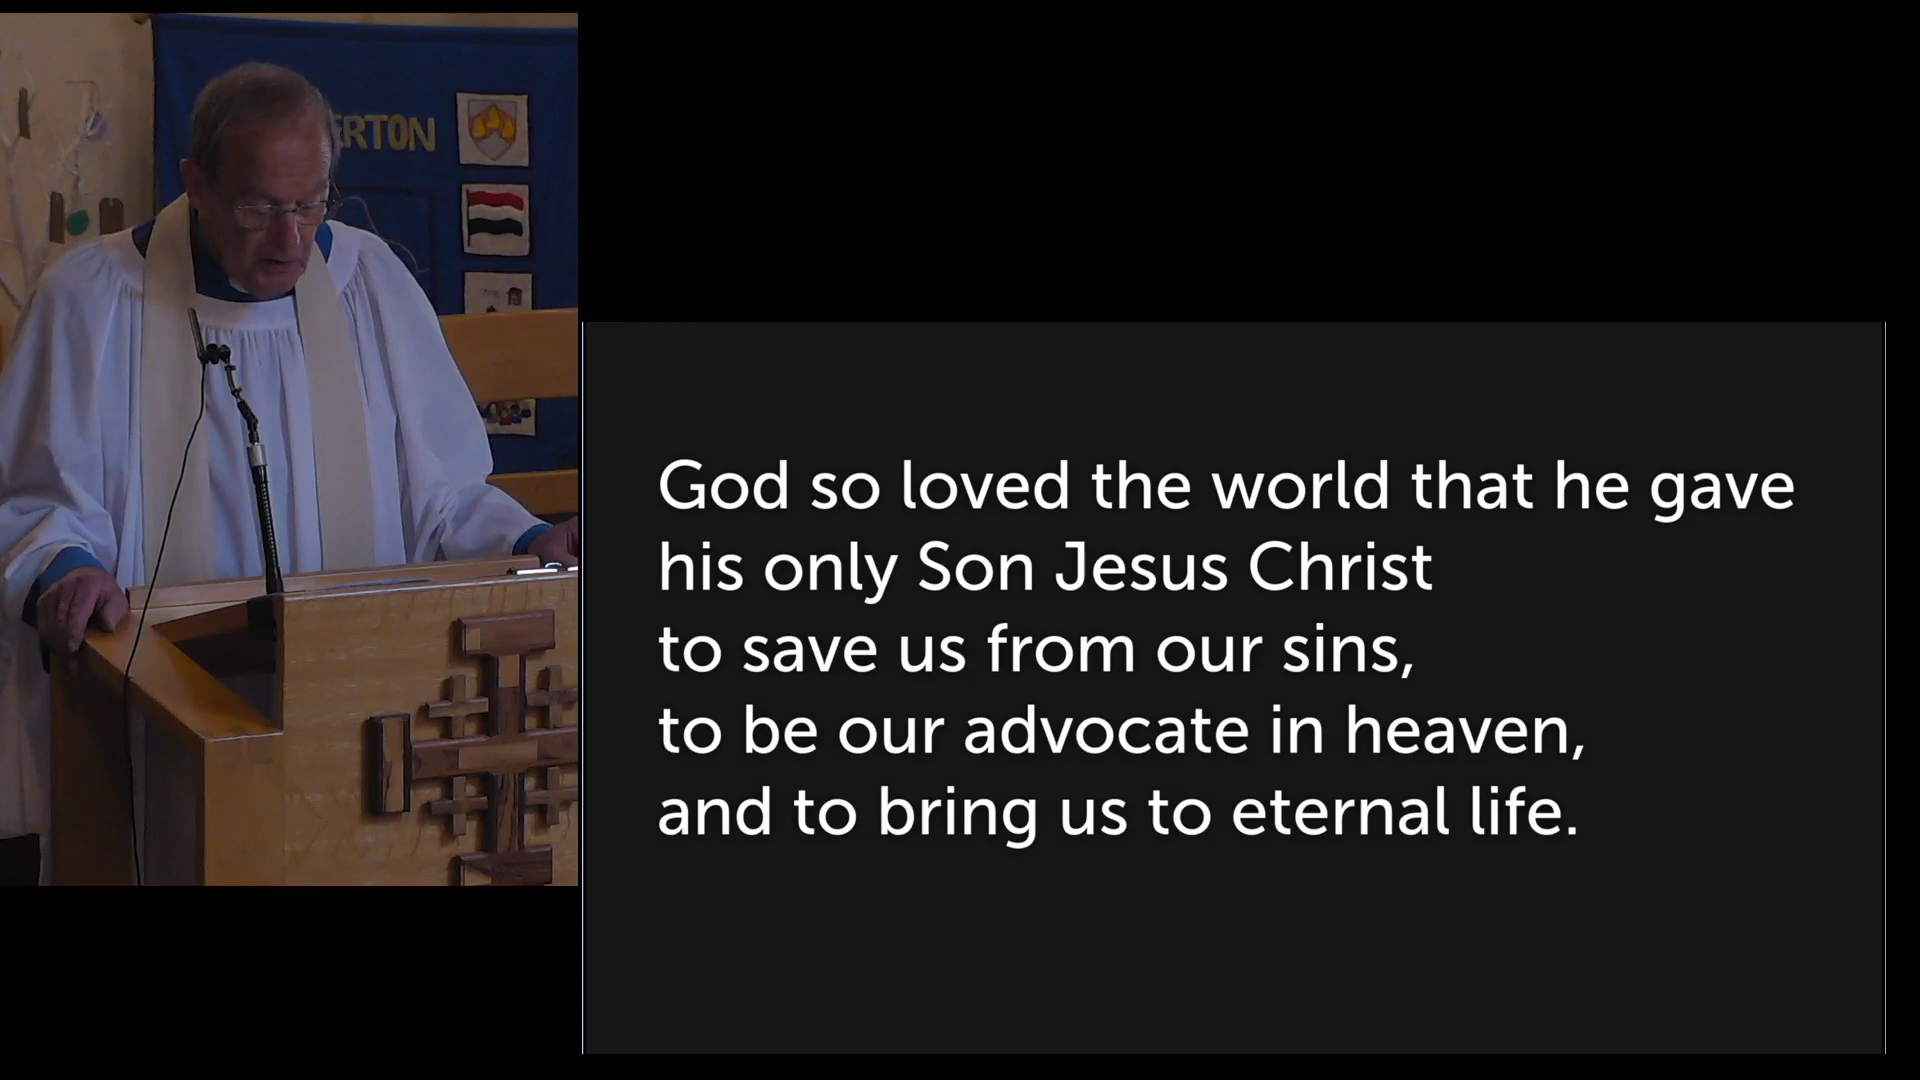 ERTON
God so loved the world that he gave
his only Son Jesus Christ
to save us from our sins,
to be our advocate in heaven,
and to bring us to eternal life.